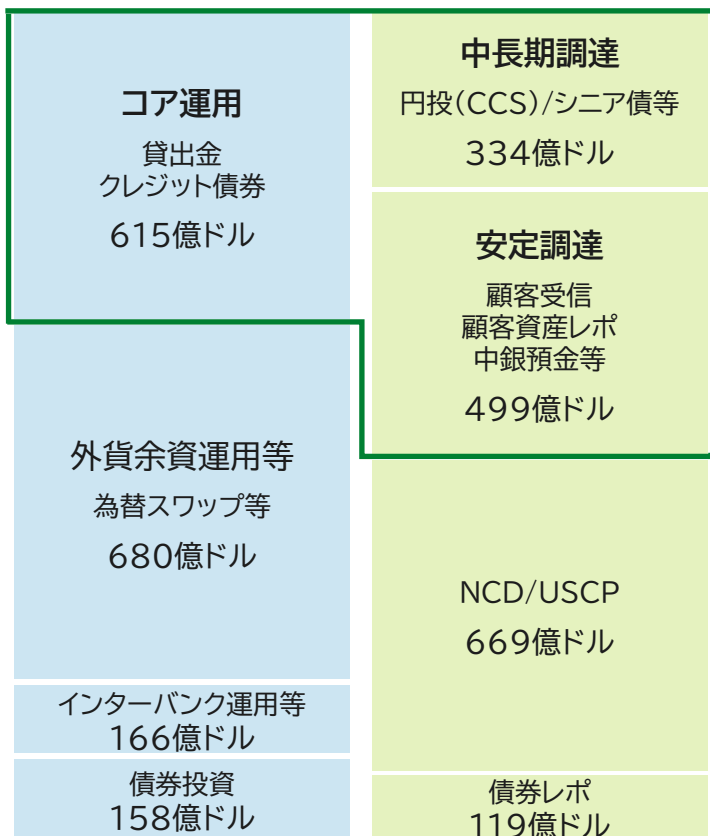 コア運用
貸出金
クレジット債券
615億ドル
外貨余資運用等
為替スワップ等
680億ドル
インターバンク運用等
166億ドル
債券投資
158億ドル
中長期調達
円投(CCS)/シニア債等
334億ドル
安定調達
顧客受信
顧客資産レポ
中銀預金等
499億ドル
NCD/USCP
669億ドル
債券レポ
119億ドル